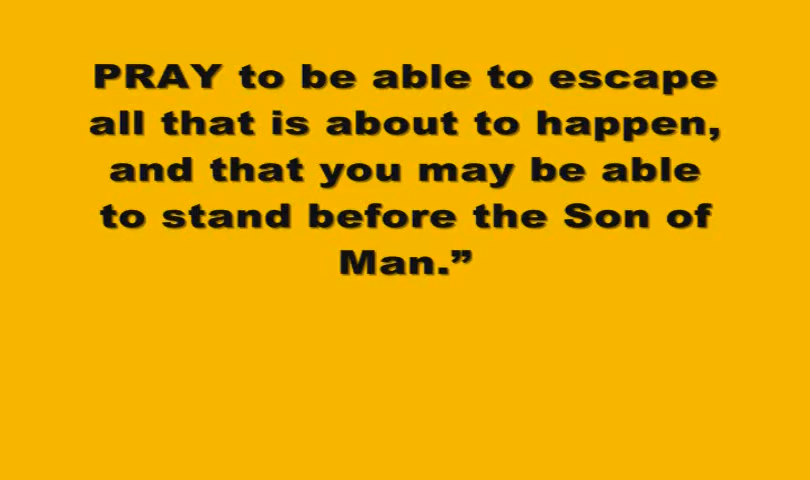 PRAY to be able to escape
all that is about to happen,
and that you may be able
to stand before the Son of
Man.”